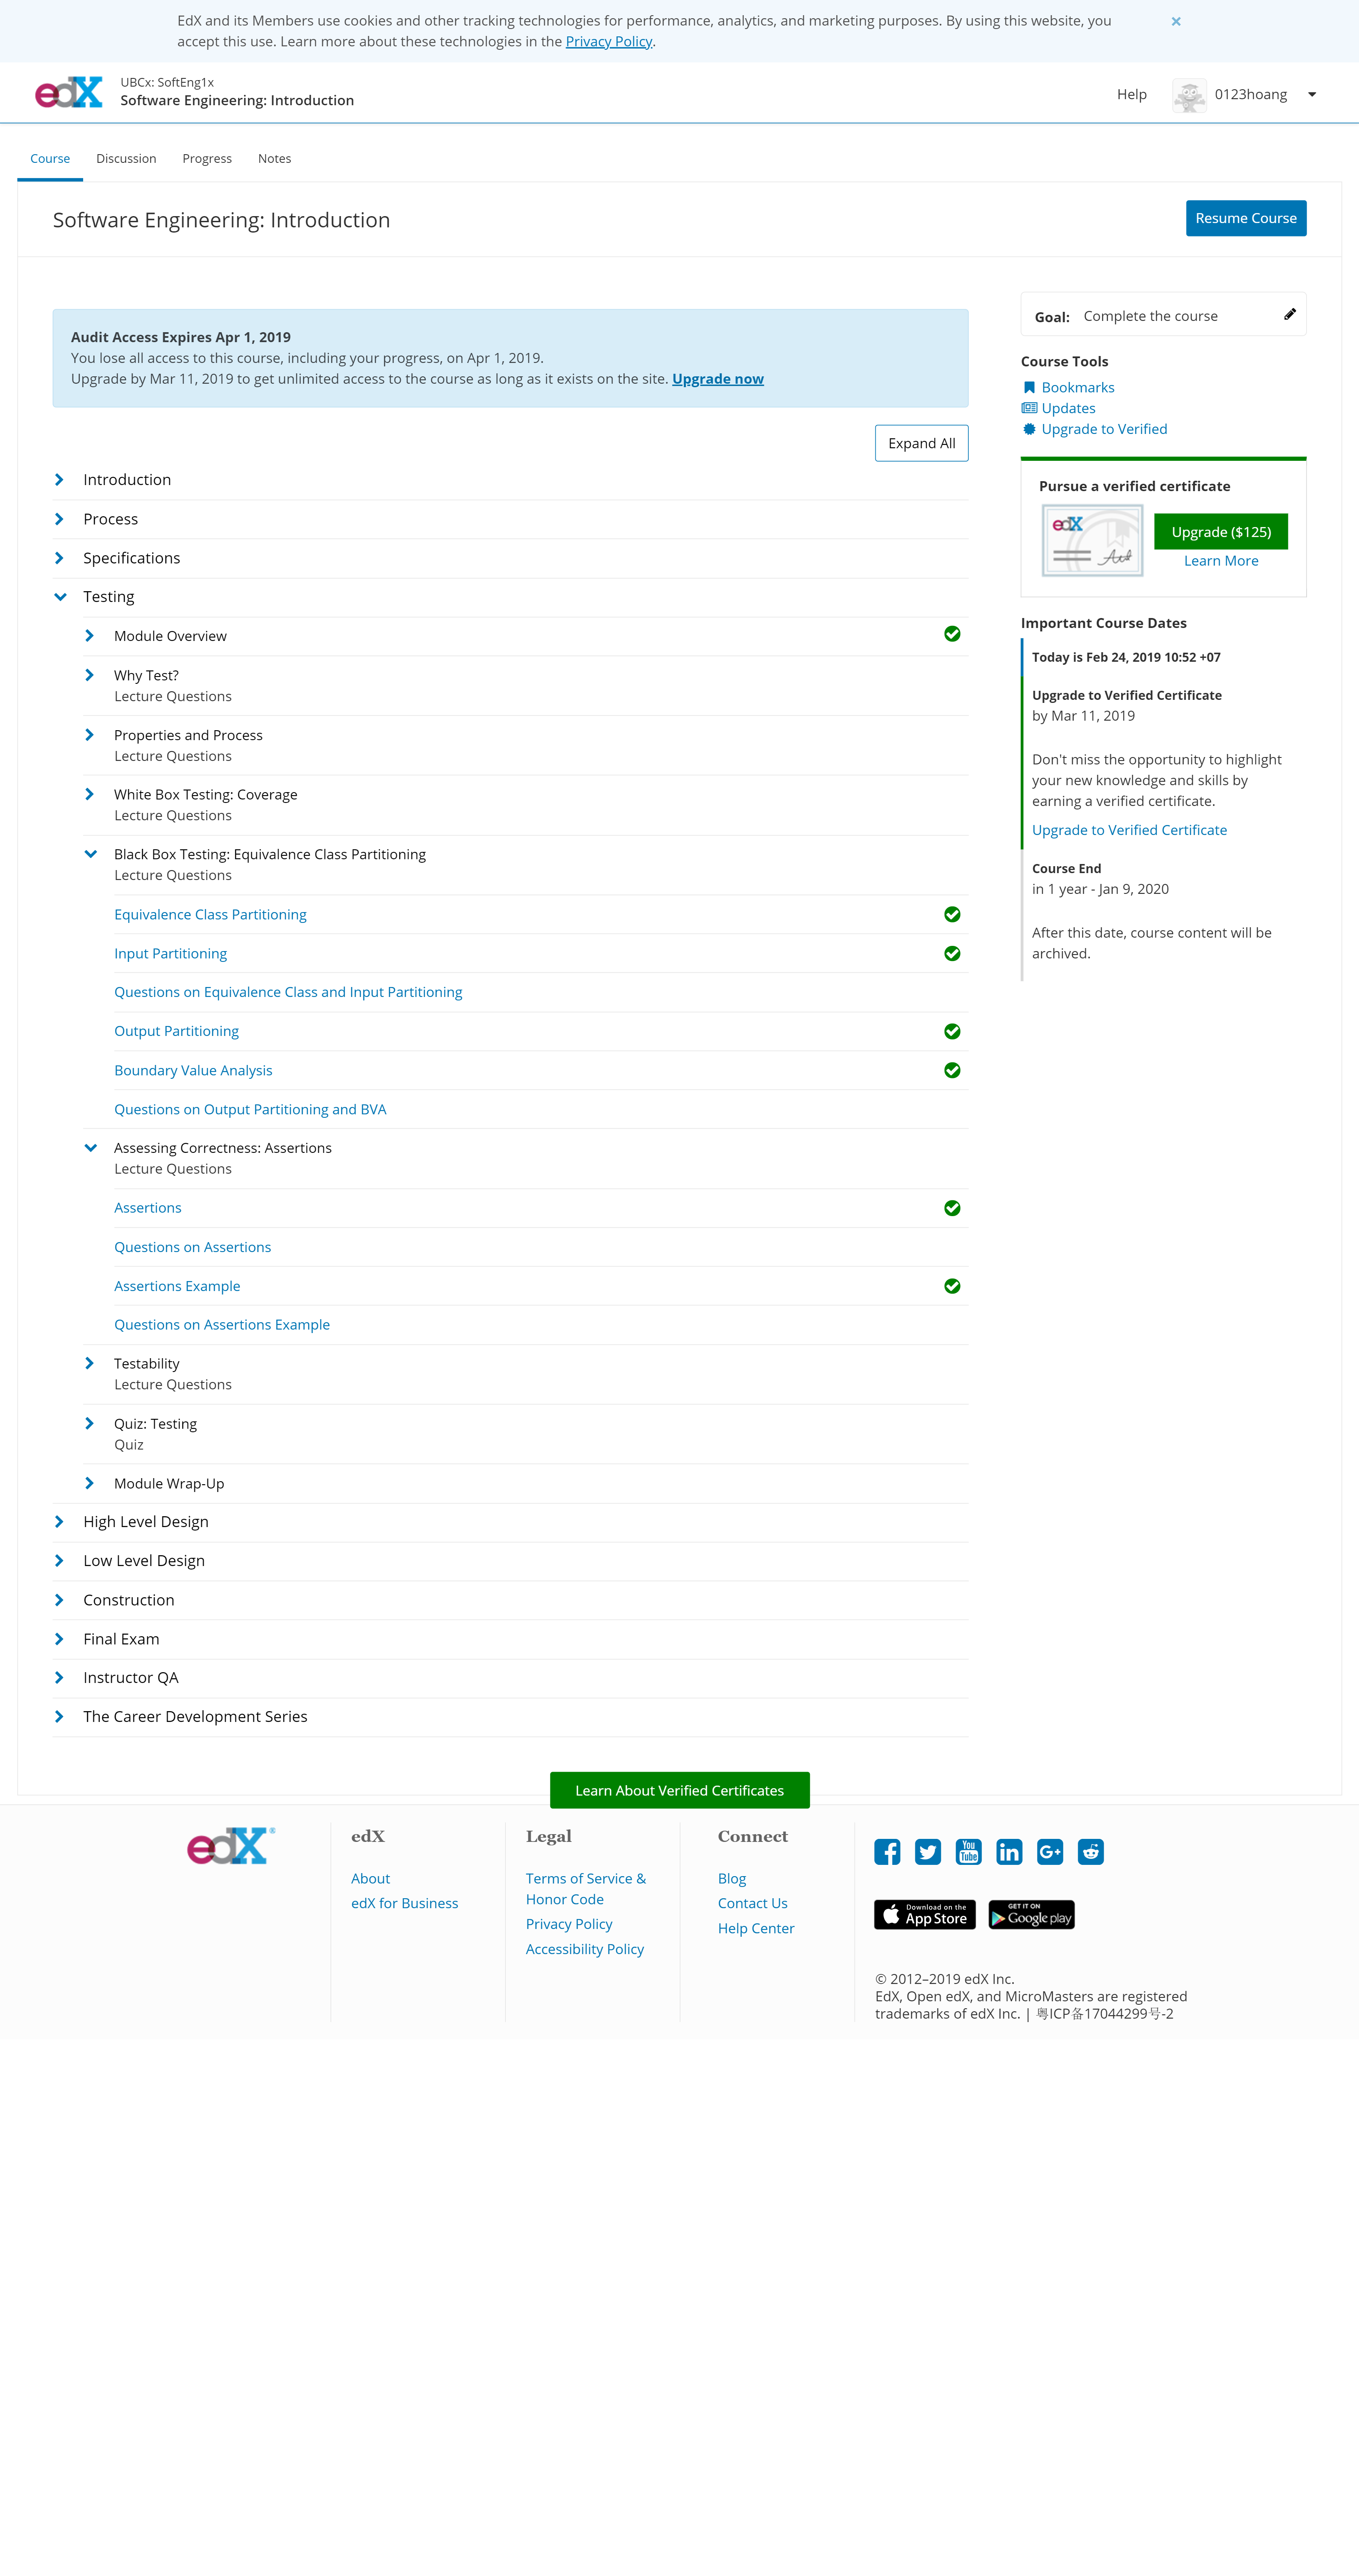 EdX and its Members use cookies and other tracking technologies for performance, analytics, and marketing purposes. By using this website, you
accept this use. Learn more about these technologies in the Privacy Policy.
×
edX
UBCx: SoftEng1x
Software Engineering: Introduction
Help
0123hoang
Course
Discussion
Progress
Notes
Software Engineering: Introduction
Resume Course
Audit Access Expires Apr 1, 2019
You lose all access to this course, including your progress, on Apr 1, 2019.
Upgrade by Mar 11, 2019 to get unlimited access to the course as long as it exists on the site. Upgrade now
Expand All
Introduction
Process
Specifications
Testing
Module Overview
Why Test?
Lecture Questions
Properties and Process
Lecture Questions
White Box Testing: Coverage
Lecture Questions
Black Box Testing: Equivalence Class Partitioning
Lecture Questions
Equivalence Class Partitioning
Input Partitioning
Questions on Equivalence Class and Input Partitioning
Output Partitioning
Boundary Value Analysis
Questions on Output Partitioning and BVA
Assessing Correctness: Assertions
Lecture Questions
Assertions
Questions on Assertions
Assertions Example
Questions on Assertions Example
Testability
Lecture Questions
Quiz: Testing
Quiz
Module Wrap-Up
High Level Design
Low Level Design
Construction
Final Exam
Instructor QA
The Career Development Series
Goal: Complete the course
Course Tools
Bookmarks
Updates
Upgrade to Verified
Pursue a verified certificate
edX
Upgrade ($125)
Learn More
Important Course Dates
Today is Feb 24, 2019 10:52 +07
Upgrade to Verified Certificate
by Mar 11, 2019
Don't miss the opportunity to highlight
your new knowledge and skills by
earning a verified certificate.
Upgrade to Verified Certificate
Course End
in 1 year - Jan 9, 2020
After this date, course content will be
archived.
Learn About Verified Certificates
edX®
edX
About
edX for Business
Legal
Terms of Service &
Honor Code
Privacy Policy
Accessibility Policy
Connect
Blog
Contact Us
Help Center
You
Tube
in
G+
Download on the
App Store
GET IT ON
Google play
© 2012–2019 edX Inc.
EdX, Open edX, and MicroMasters are registered
trademarks of edX Inc. | 粤ICP备17044299号-2